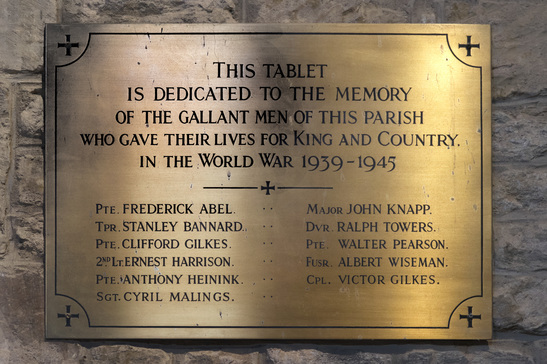 THIS TABLET
IS DEDICATED TO THE MEMORY
OF THE GALLANT MEN OF THIS PARISH
WHO GAVE THEIR LIVES FOR KING AND COUNTRY.
IN THE WORLD WAR 1939-1945
PTE. FREDERICK ABEL.
TPR. STANLEY BANNARD.
PTE. CLIFFORD GILKES.
2ND LT. ERNEST HARRISON.
PTE. ANTHONY HEININK.
SGT. CYRIL MALINGS.
MAJOR JOHN KNAPP.
DVR. RALPH TOWERS.
PTE. WALTER PEARSON.
FUSR. ALBERT WISEMAN.
CPL. VICTOR GILKES.